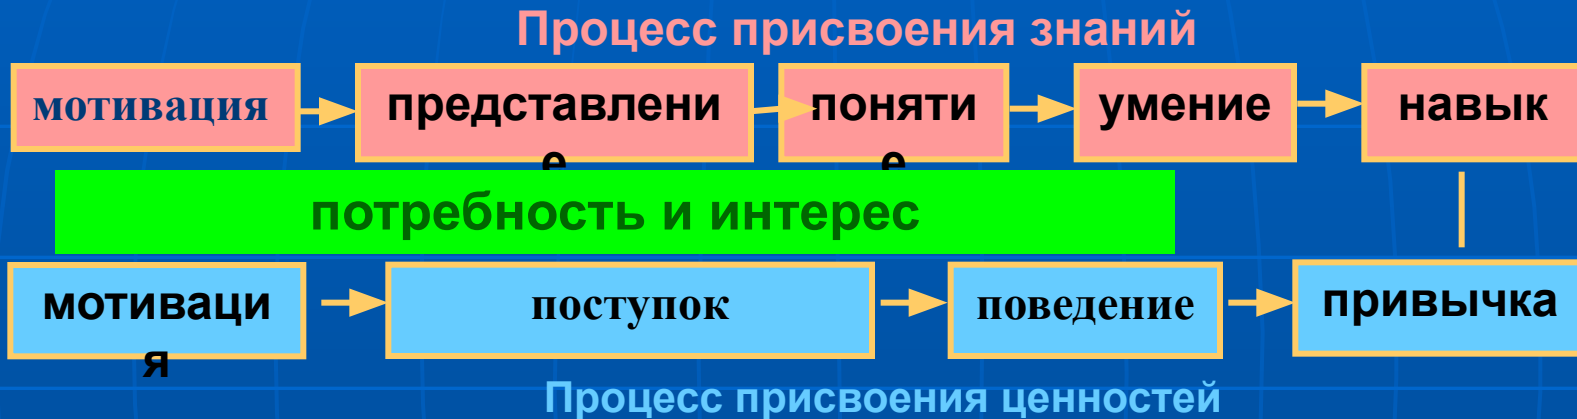 Процесс присвоения знаний
мотивация
представлени
е
поняти
е
умение
навык
потребность и интерес
мотиваци
я
поступок
поведение
привычка
Процесс присвоения ценностей